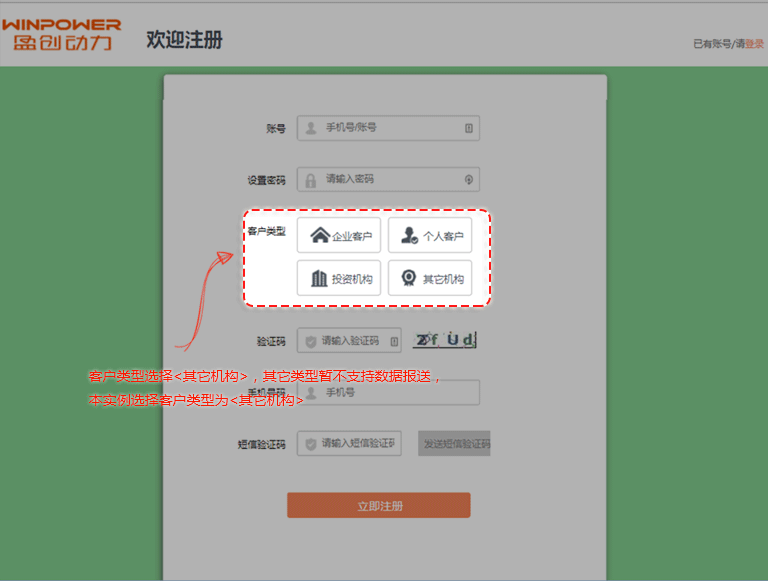 WINPOWER
盈创动力
欢迎注册
已有账号/请登录
账号
手机号/账号
设置密码
请输入密码
客户类型
企业客户
个人客户
投资机构
其它机构
验证码
请输入验证码
客户类型选择<其它机构>，其它类型暂不支持数据报送，
手机号码
手机号
本实例选择客户类型为<其它机构>
短信验证码
请输入短信验证码
发送短信验证码
立即注册